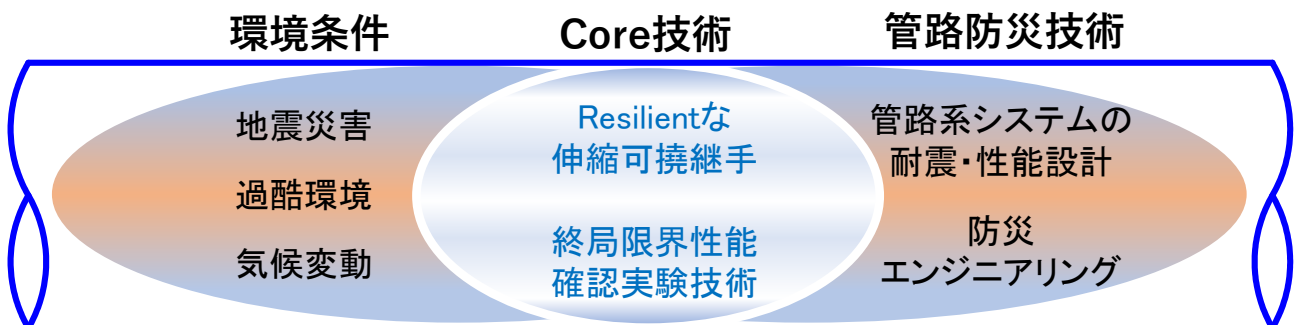 環境条件
Core技術
管路防災技術
地震災害
過酷環境
気候変動
Resilientな
伸縮可撓継手
終局限界性能
確認実験技術
管路系システムの
耐震・性能設計
防災
エンジニアリング